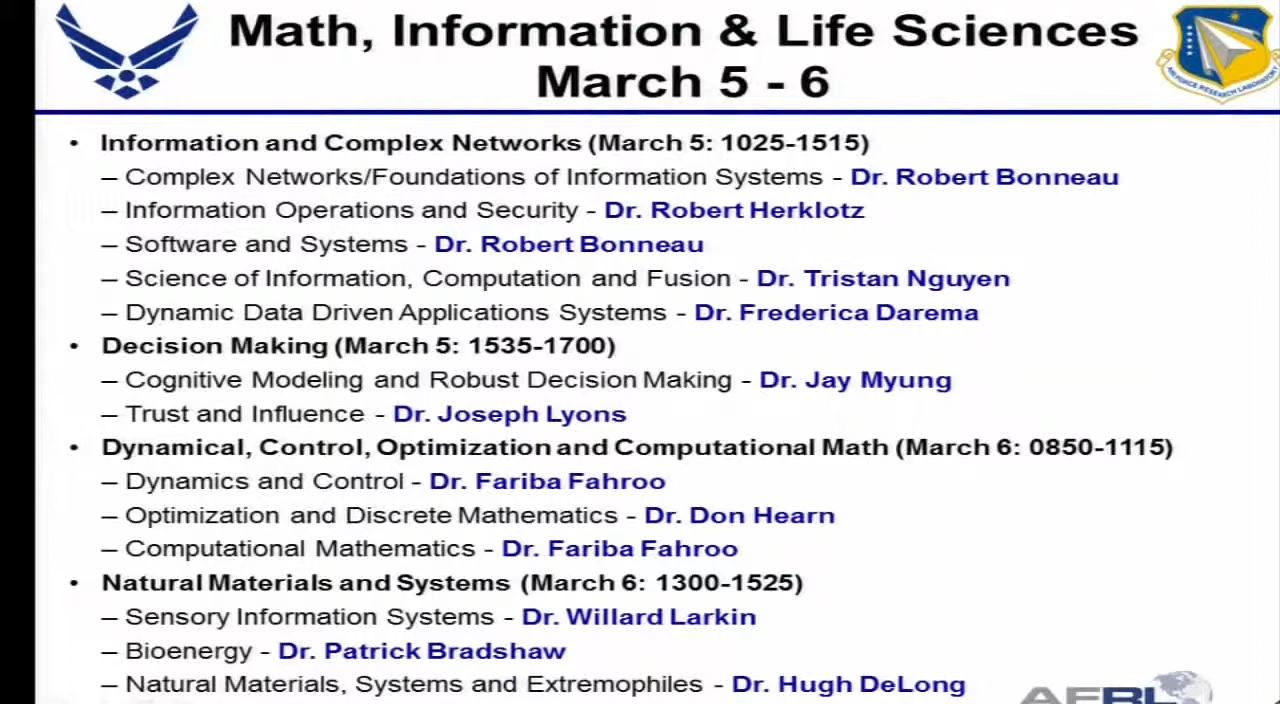 Math, Information & Life Sciences
March 5 - 6
AIR FORCE RESEARCH LABORATORY
• Information and Complex Networks (March 5: 1025-1515)
– Complex Networks/Foundations of Information Systems - Dr. Robert Bonneau
– Information Operations and Security - Dr. Robert Herklotz
– Software and Systems - Dr. Robert Bonneau
– Science of Information, Computation and Fusion - Dr. Tristan Nguyen
– Dynamic Data Driven Applications Systems - Dr. Frederica Darema
• Decision Making (March 5: 1535-1700)
– Cognitive Modeling and Robust Decision Making - Dr. Jay Myung
– Trust and Influence - Dr. Joseph Lyons
• Dynamical, Control, Optimization and Computational Math (March 6: 0850-1115)
– Dynamics and Control - Dr. Fariba Fahroo
– Optimization and Discrete Mathematics - Dr. Don Hearn
– Computational Mathematics - Dr. Fariba Fahroo
• Natural Materials and Systems (March 6: 1300-1525)
– Sensory Information Systems - Dr. Willard Larkin
– Bioenergy - Dr. Patrick Bradshaw
– Natural Materials, Systems and Extremophiles - Dr. Hugh DeLong
AFRL